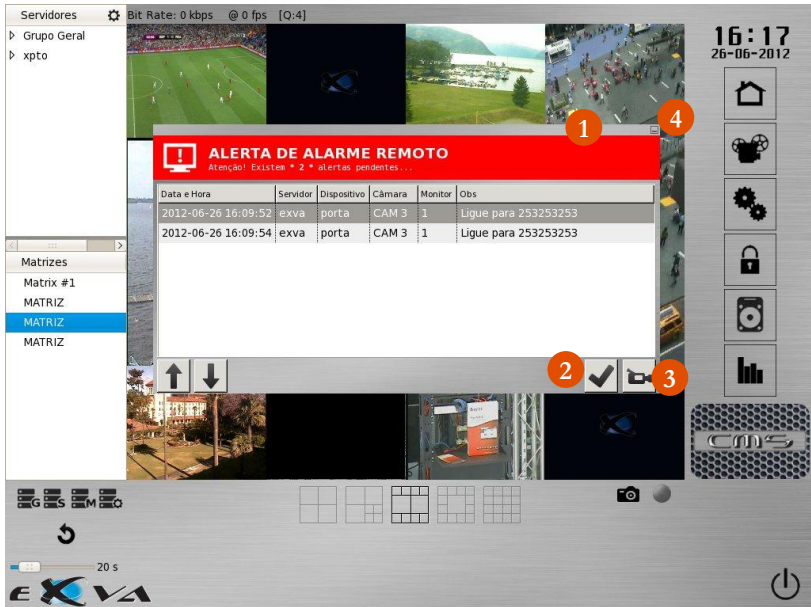 Servidores
Bit Rate: 0 kbps @ 0 fps [Q:4]
Grupo Geral
xpto
16:17
26-06-2012
1
4
ALERTA DE ALARME REMOTO
Atenção! Existem * 2 * alertas pendentes...
Data e Hora Servidor Dispositivo Câmara Monitor Obs
2012-06-26 16:09:52 exva porta CAM 3 1 Ligue para 253253253
2012-06-26 16:09:54 exva porta CAM 3 1 Ligue para 253253253
Matrizes
Matrix #1
MATRIZ
MATRIZ
MATRIZ
2
3
cms
G S M
20 s
EXVA